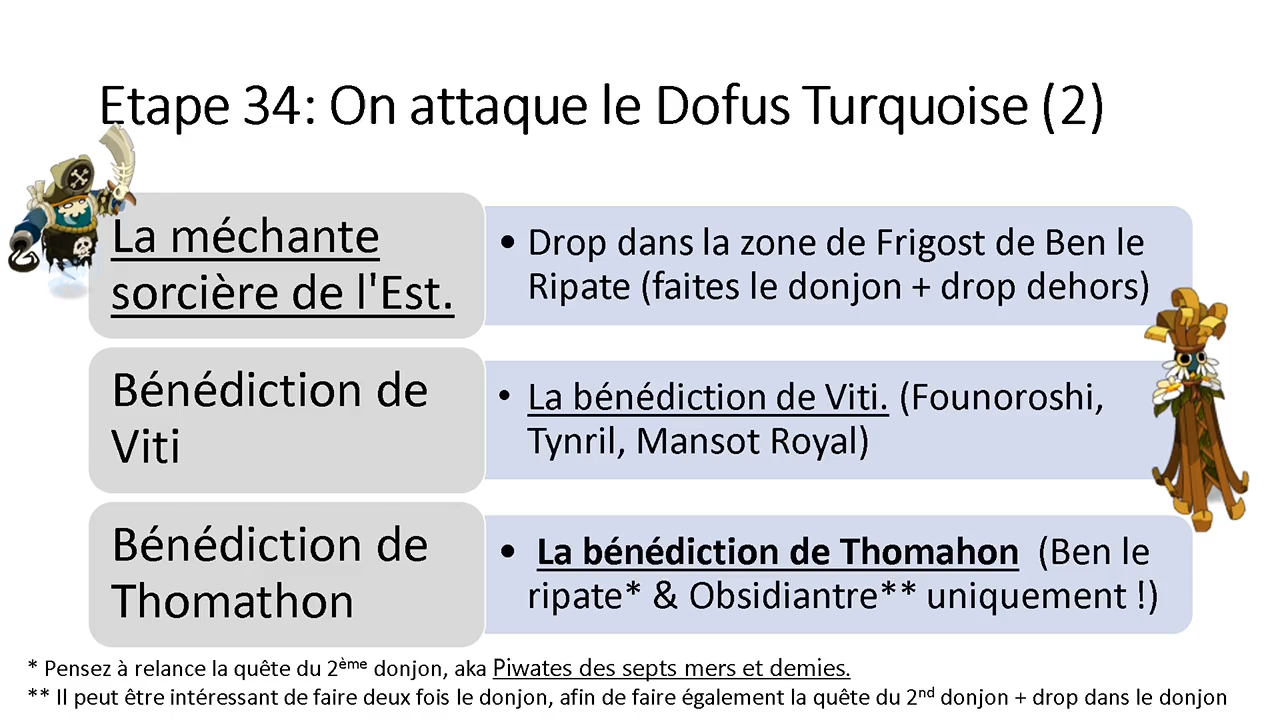 Etape 34: On attaque le Dofus Turquoise (2)
La méchante
sorcière de l'Est.
• Drop dans la zone de Frigost de Ben le
Ripate (faites le donjon + drop dehors)
Bénédiction de
Viti
• La bénédiction de Viti. (Founoroshi,
Tynril, Mansot Royal)
Bénédiction de
Thomathon
• La bénédiction de Thomahon (Ben le
ripate* & Obsidiantre** uniquement !)
* Pensez à relance la quête du 2ème donjon, aka Piwates des septs mers et demies.
** Il peut être intéressant de faire deux fois le donjon, afin de faire également la quête du 2nd donjon + drop dans le donjon